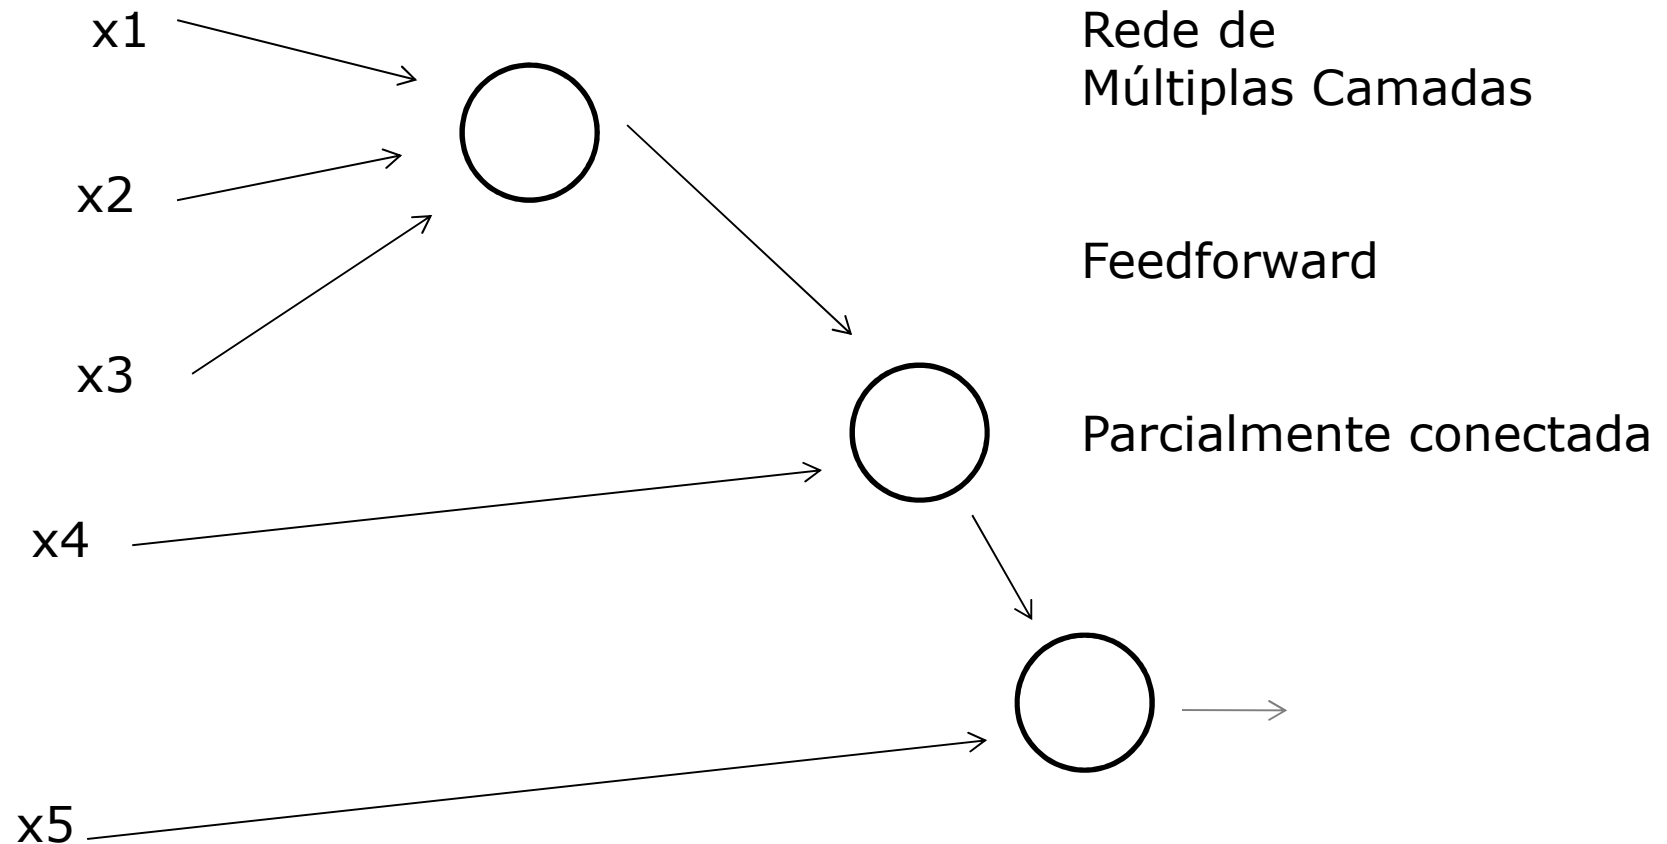 x1
x2
x3
x4
x5
Rede de
Múltiplas Camadas
Feedforward
Parcialmente conectada